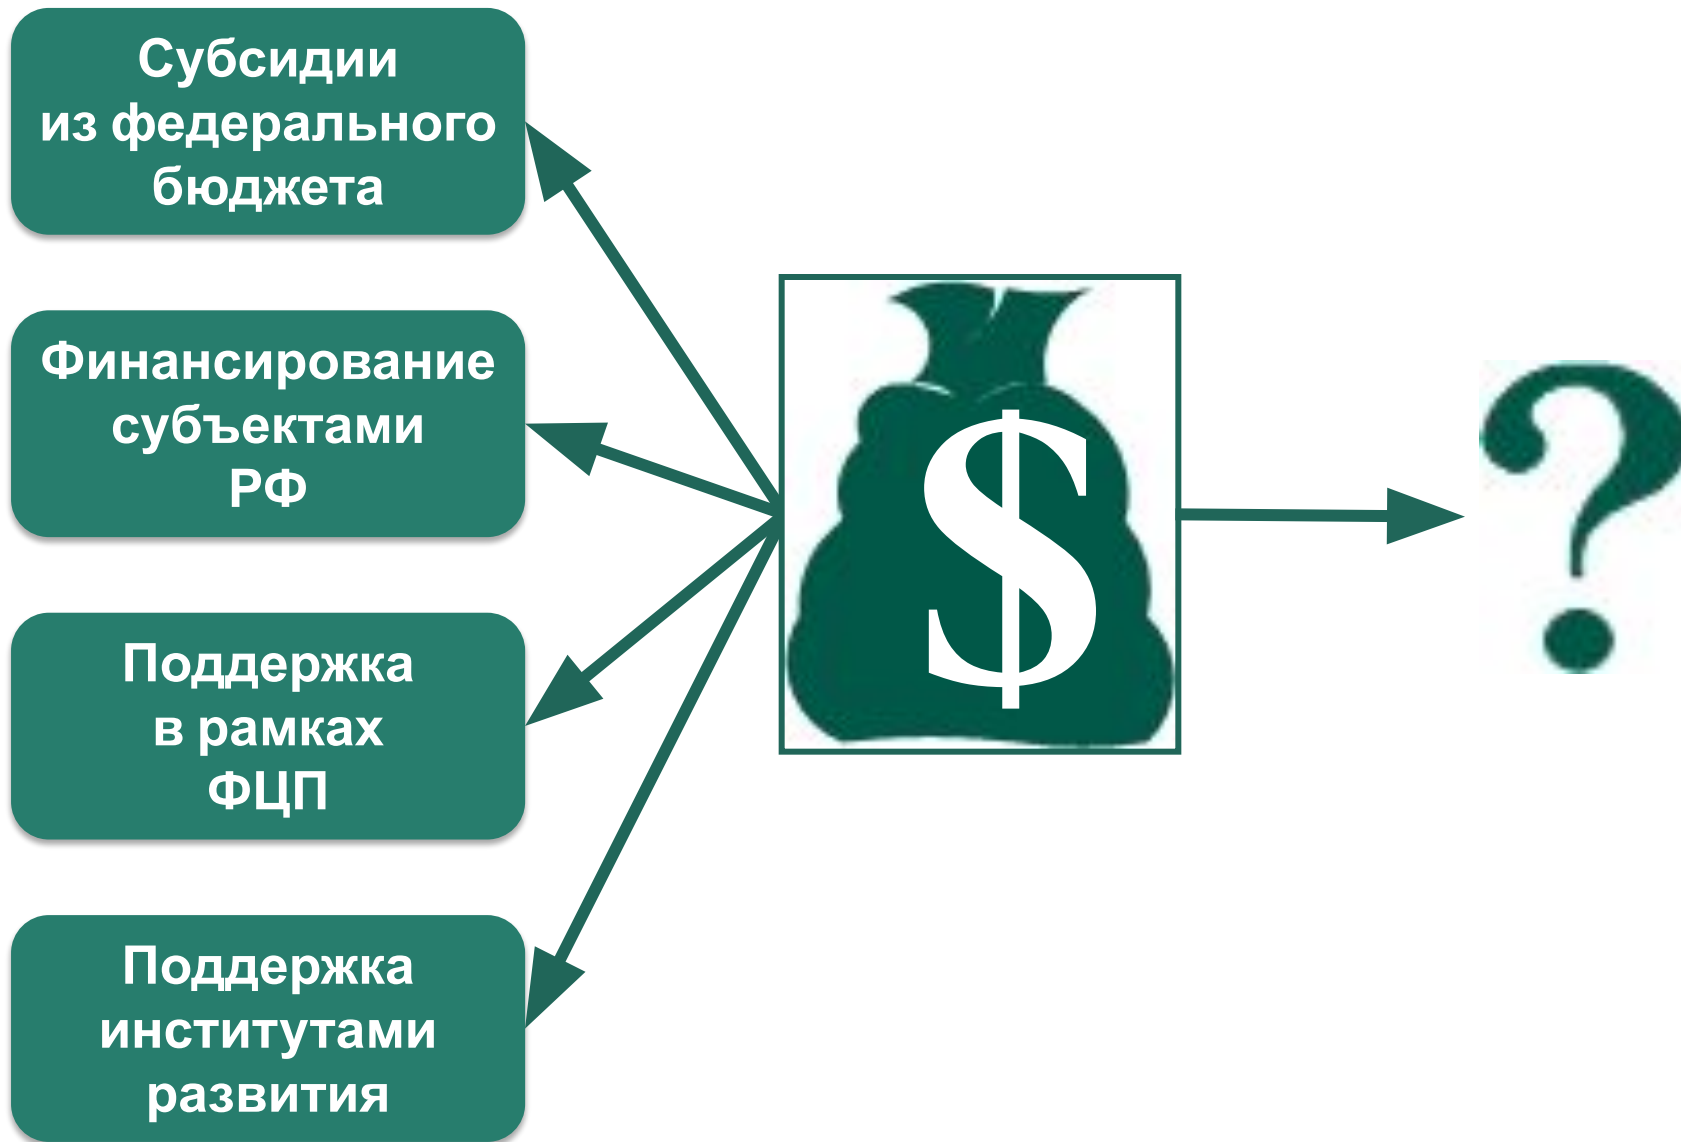 Субсидии
из федерального
бюджета
Финансирование
субъектами
РФ
Поддержка
в рамках
ФЦП
Поддержка
институтами
развития
$
?